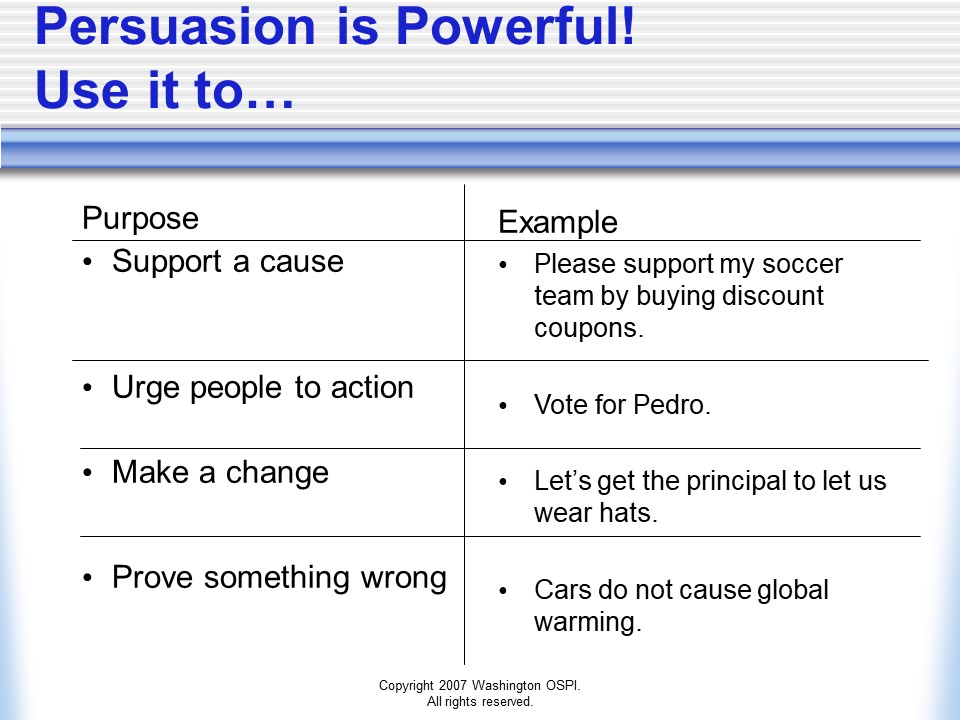 Persuasion is Powerful!
Use it to…
Purpose
Example
• Support a cause
• Please support my soccer
team by buying discount
coupons.
• Urge people to action
• Vote for Pedro.
• Make a change
• Let’s get the principal to let us
wear hats.
• Prove something wrong
• Cars do not cause global
warming.
Copyright 2007 Washington OSPI.
All rights reserved.